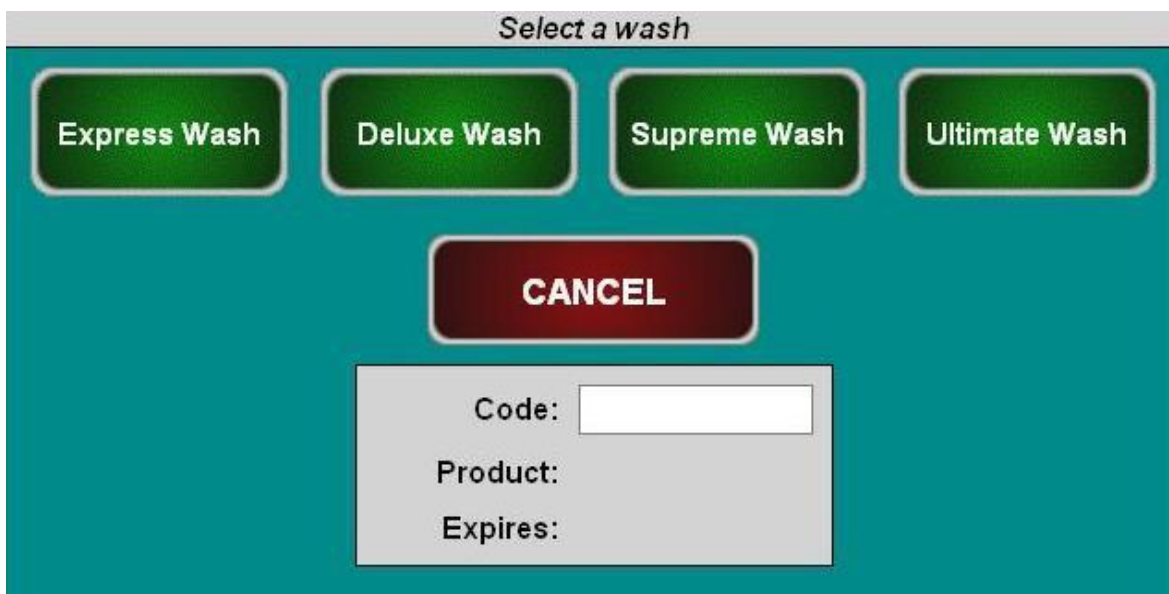 Select a wash
Express Wash Deluxe Wash Supreme Wash Ultimate Wash
CANCEL
Code:
Product:
Expires: